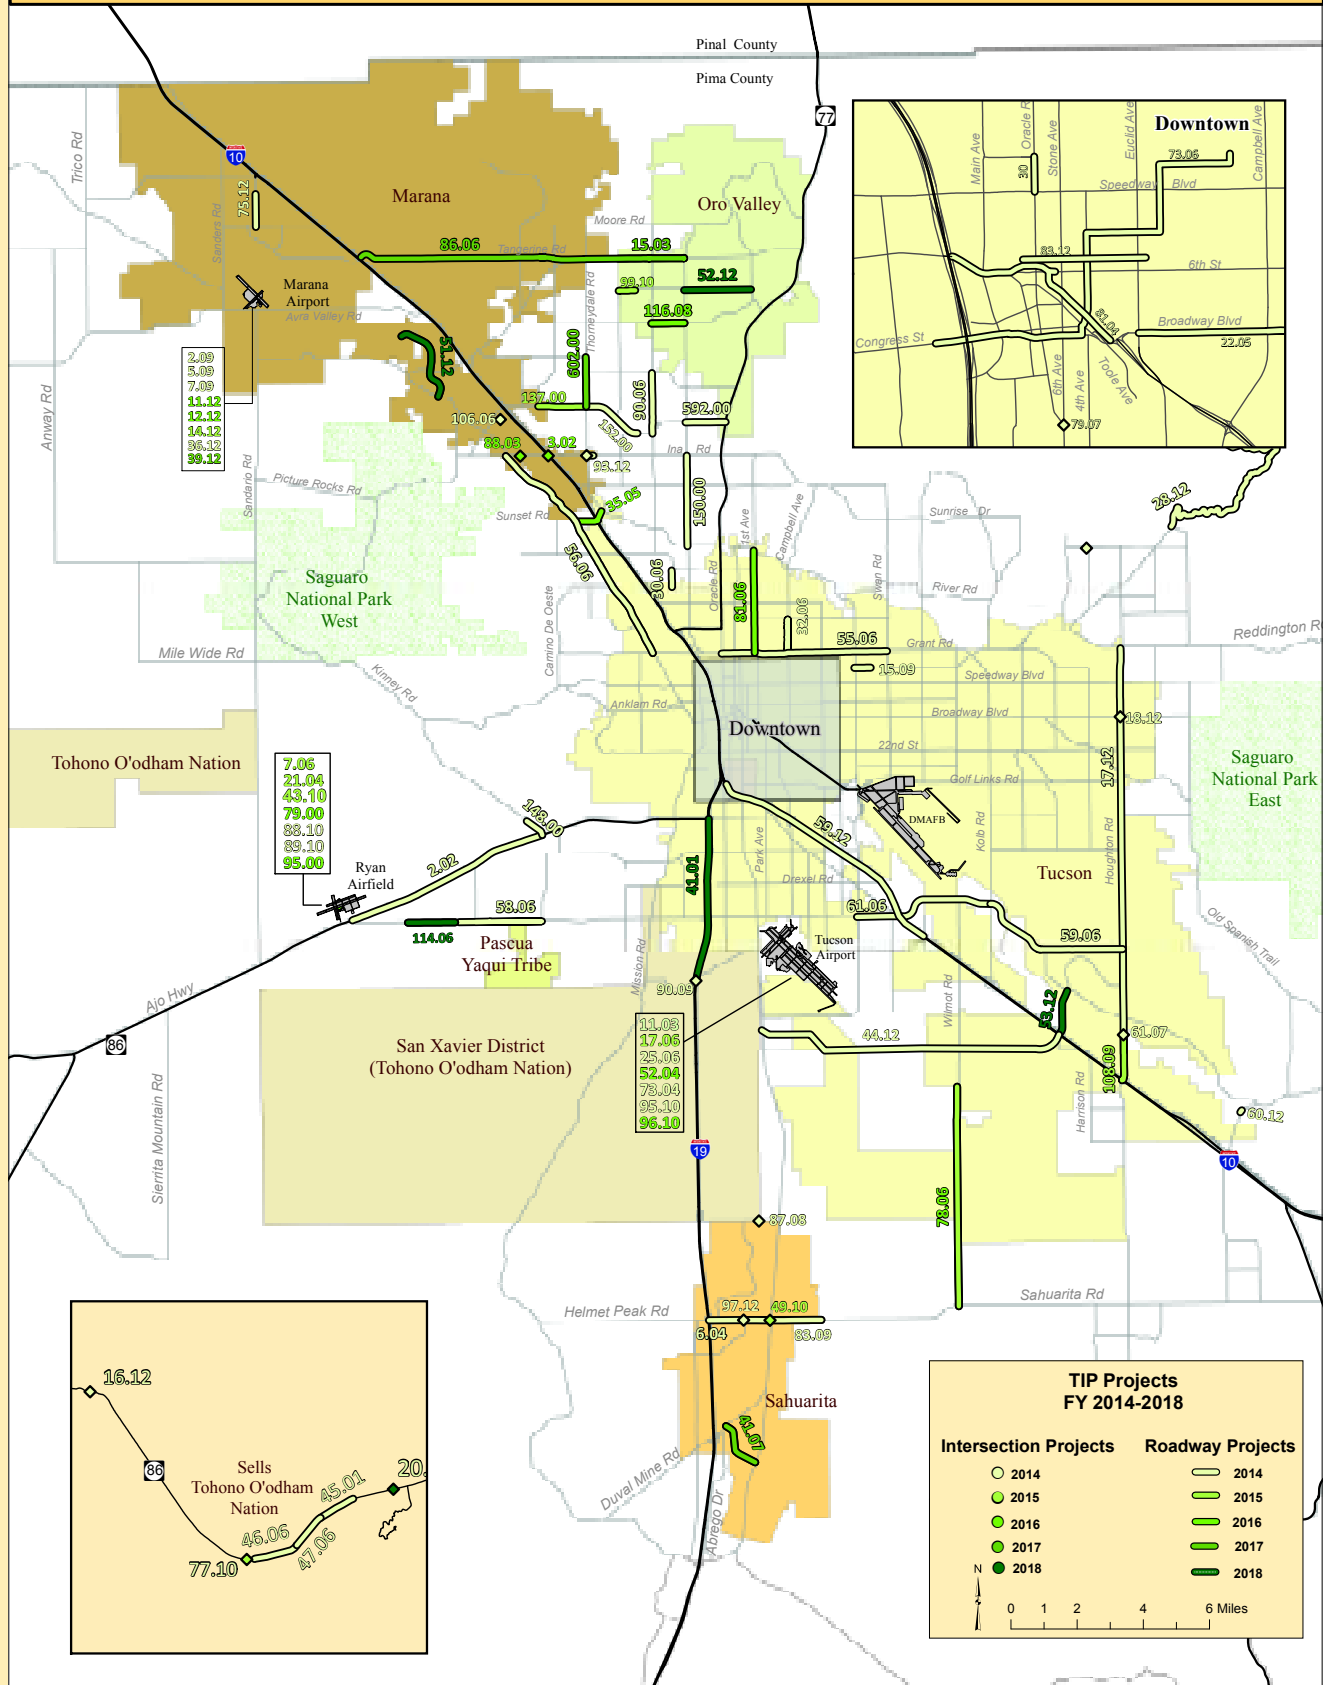 Pinal County
Pima County
77
10
Trico Rd
75.12
Sanders Rd
Marana
Oro Valley
Moore Rd
86.06
Tangerine Rd
15.03
99.10
52.12
116.08
Marana
Airport
Avra Valley Rd
Thorneydale Rd
602.00
51.12
2.09
5.09
7.09
11.12
12.12
14.12
36.12
39.12
Anway Rd
137.00
152.00
90.06
592.00
106.06
88.03
3.02
93.12
Ina Rd
Sandario Rd
Picture Rocks Rd
Sunset Rd
35.05
150.00
1st Ave
Campbell Ave
Sunrise Dr
28.12
56.06
30.06
Oracle Rd
81.06
32.06
Swan Rd
River Rd
Saguaro
National Park
West
Camino De Oeste
55.06
Grant Rd
Reddington R
Mile Wide Rd
Kinney Rd
15.09
Speedway Blvd
Anklam Rd
Broadway Blvd
18.12
Downtown
22nd St
17.12
Golf Links Rd
Saguaro
National Park
East
Tohono O'odham Nation
7.06
21.04
43.10
79.00
88.10
89.10
95.00
148.00
2.02
59.12
DMAFB
Kolb Rd
Houghton Rd
Park Ave
41.01
Drexel Rd
Tucson
Ryan
Airfield
58.06
114.06
61.06
59.06
Old Spanish Trail
Pascua
Yaqui Tribe
Mission Rd
Tucson
Airport
Wilmot Rd
90.09
53.12
Ajo Hwy
86
San Xavier District
(Tohono O'odham Nation)
11.03
17.06
25.06
52.04
73.04
95.10
96.10
44.12
61.07
108.09
Harrison Rd
60.12
Sierrita Mountain Rd
19
10
78.06
87.08
Sahuarita Rd
Helmet Peak Rd
97.12
49.10
6.04
83.09
Sahuarita
41.07
Duval Mine Rd
Abrego Dr
Downtown
Main Ave
Oracle R
Stone Ave
Euclid Ave
Campbell Ave
30
73.06
Speedway Blvd
83.12
6th St
81.04
Broadway Blvd
22.05
Congress St
6th Ave
4th Ave
Toole Ave
79.07
16.12
86
Sells
Tohono O'odham
Nation
20.
45.01
46.06
47.06
77.10
TIP Projects
FY 2014-2018
Intersection Projects
Roadway Projects
2014
2014
2015
2015
2016
2016
2017
2017
2018
2018
N
0 1 2 4 6 Miles